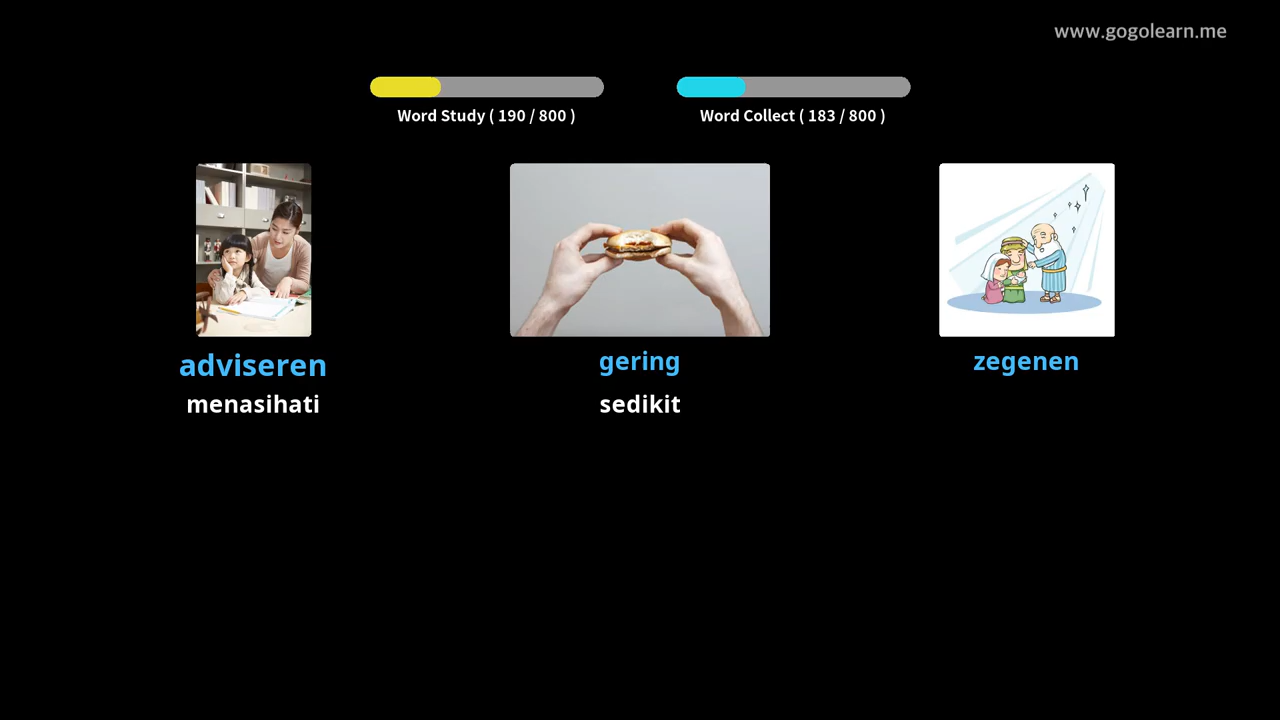 www.gogolearn.me
Word Study ( 190 / 800 )
Word Collect ( 183 / 800 )
adviseren
menasihati
gering
sedikit
zegenen